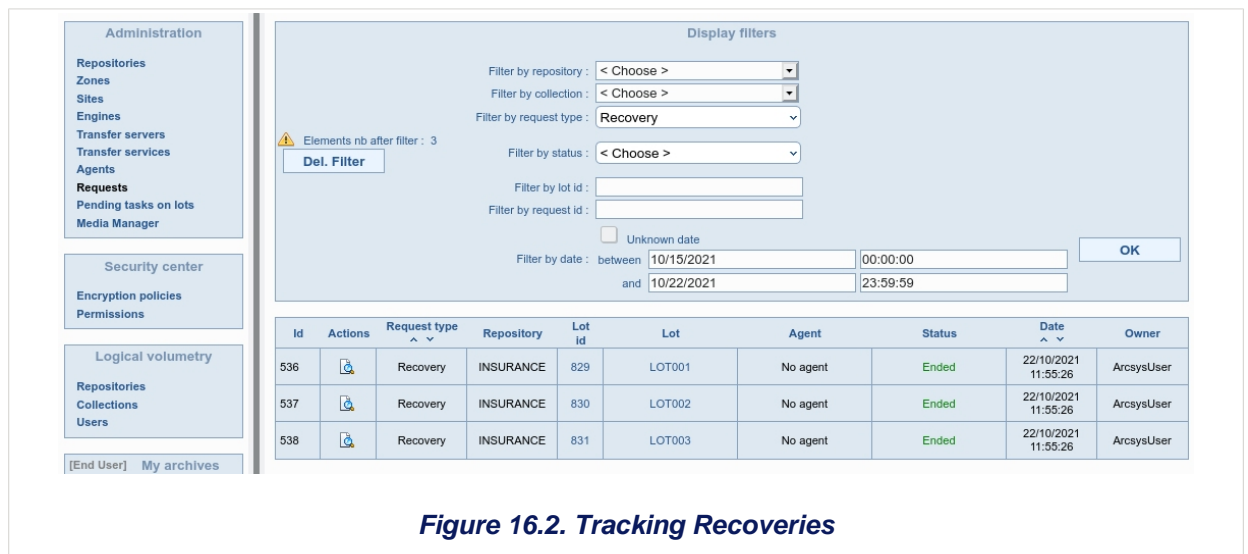 Administration
Repositories
Zones
Sites
Engines
Transfer servers
Transfer services
Agents
Requests
Pending tasks on lots
Media Manager
Security center
Encryption policies
Permissions
Logical volumetry
Repositories
Collections
Users
[End User] My archives
Display filters
Filter by repository : < Choose >
Filter by collection : < Choose >
Filter by request type : Recovery
Elements nb after filter : 3
Del. Filter
Filter by status : < Choose >
Filter by lot id :
Filter by request id :
Unknown date
Filter by date : between 10/15/2021 00:00:00
and 10/22/2021 23:59:59
OK
Id Actions Request type Repository Lot id Lot Agent Status Date Owner
536 Recovery INSURANCE 829 LOT001 No agent Ended 22/10/2021 11:55:26 ArcsysUser
537 Recovery INSURANCE 830 LOT002 No agent Ended 22/10/2021 11:55:26 ArcsysUser
538 Recovery INSURANCE 831 LOT003 No agent Ended 22/10/2021 11:55:26 ArcsysUser
Figure 16.2. Tracking Recoveries